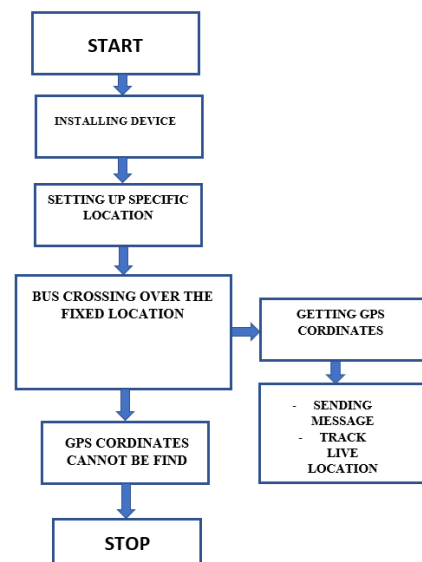 START
INSTALLING DEVICE
SETTING UP SPECIFIC
LOCATION
BUS CROSSING OVER THE
FIXED LOCATION
GETTING GPS
CORDINATES
- SENDING
MESSAGE
- TRACK
LIVE
LOCATION
GPS CORDINATES
CANNOT BE FIND
STOP